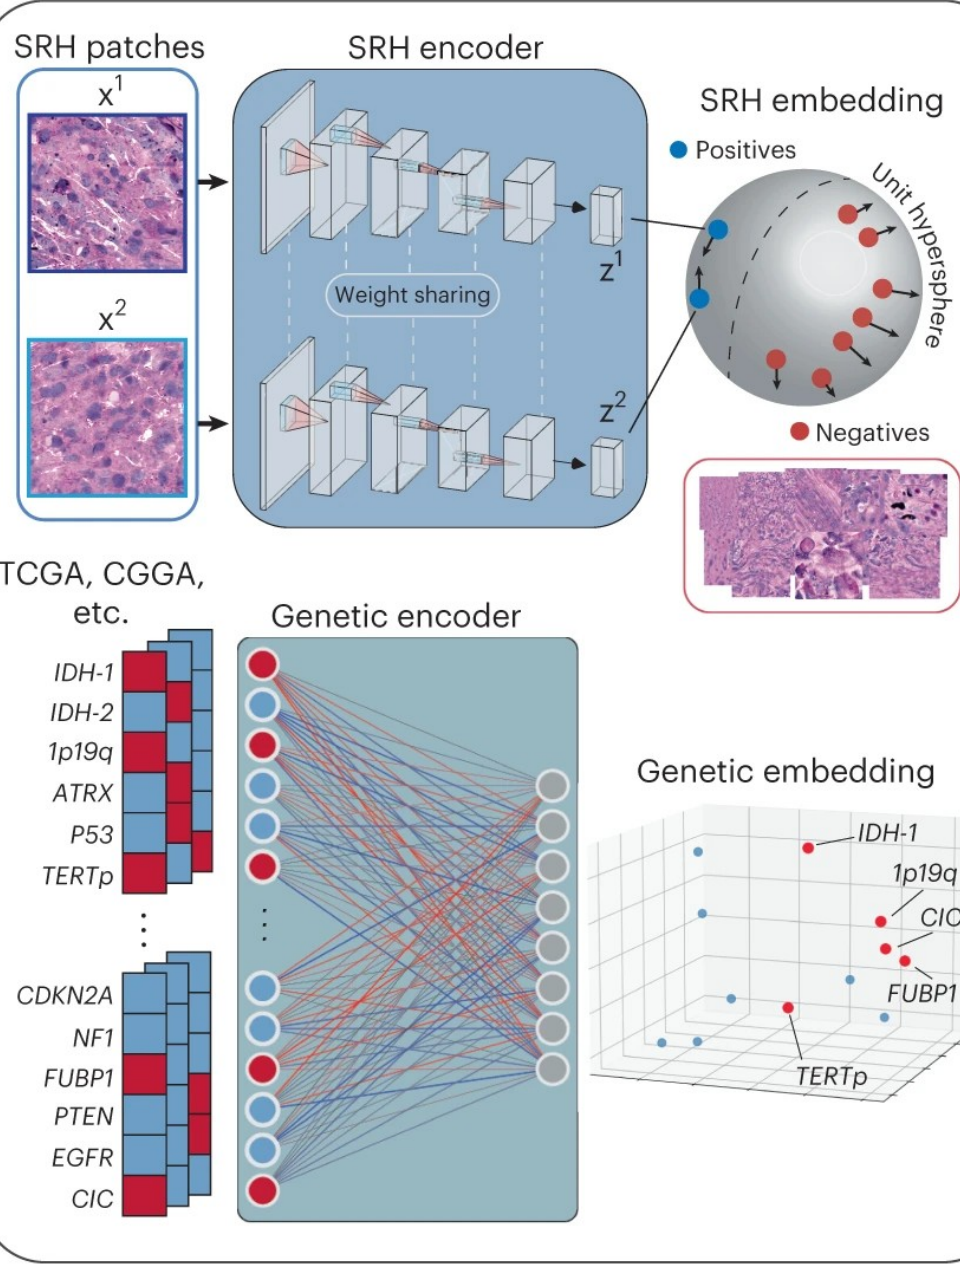 SRH patches
SRH encoder
x1
x2
Weight sharing
z1
z2
SRH embedding
Positives
Unit hypersphere
Negatives
TCGA, CGGA,
etc.
Genetic encoder
IDH-1
IDH-2
1p19q
ATRX
P53
TERTp
CDKN2A
NF1
FUBP1
PTEN
EGFR
CIC
Genetic embedding
IDH-1
1p19q
CIC
FUBP1
TERTp